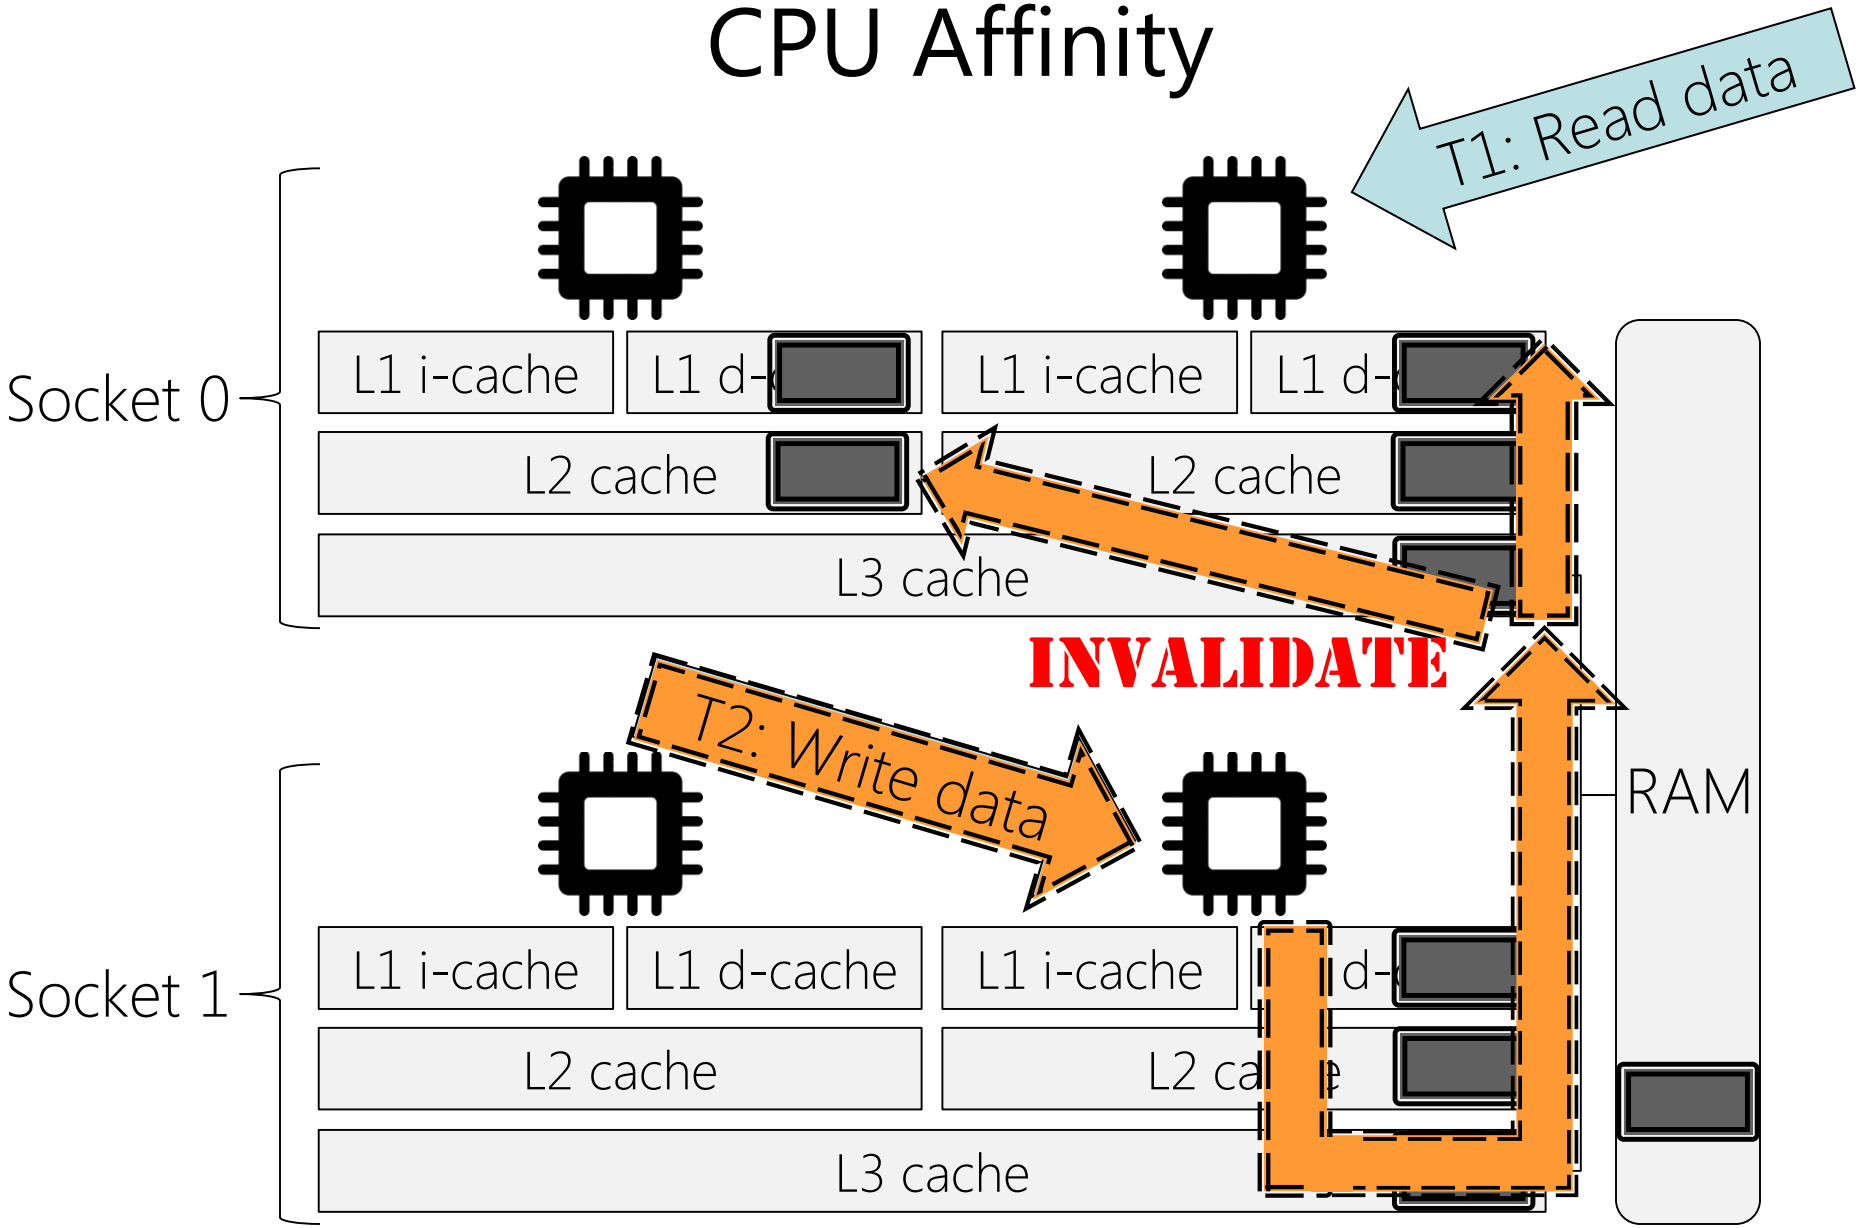 CPU Affinity
T1: Read data
Socket 0
L1 i-cache
L1 d-
L1 i-cache
L1 d-
L2 cache
L2 cache
L3 cache
INVALIDATE
T2: Write data
RAM
Socket 1
L1 i-cache
L1 d-cache
L1 i-cache
d-
L2 cache
L2 cache
L3 cache